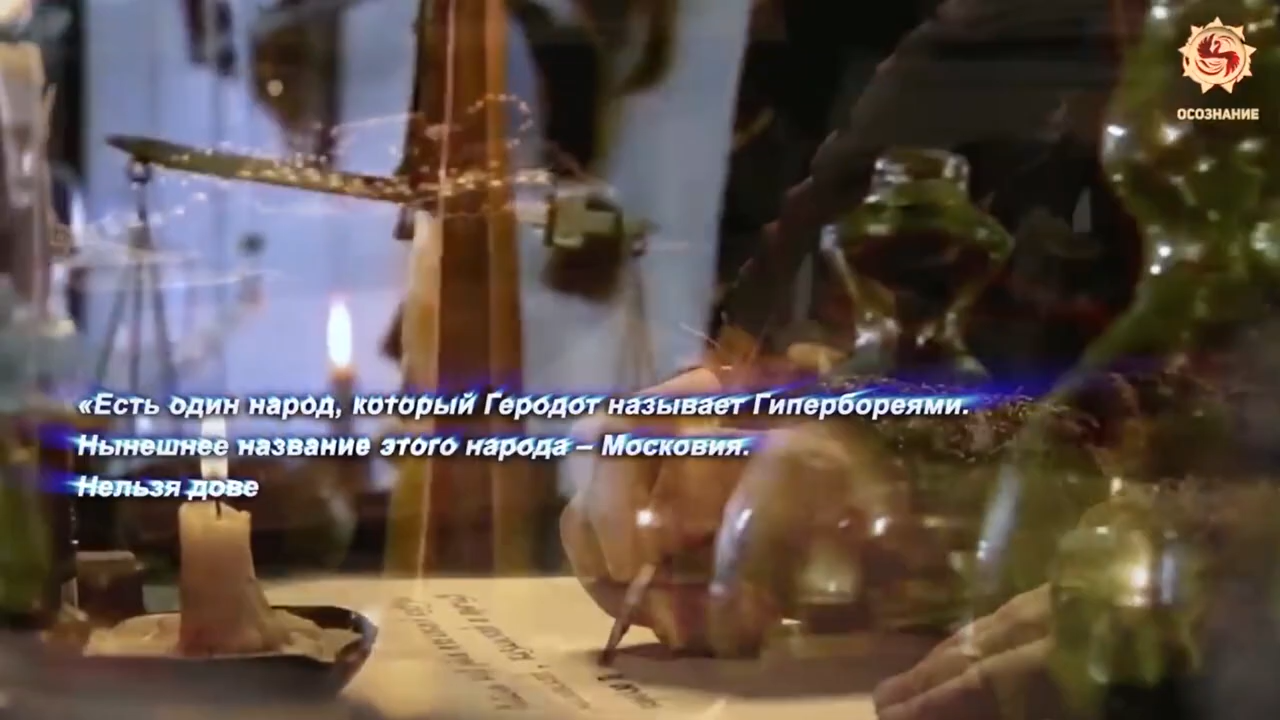 ОСОЗНАНИЕ
«Есть один народ, который Геродот называет Гипербореями.
Нынешнее название этого народа – Московия.
Нельзя дове